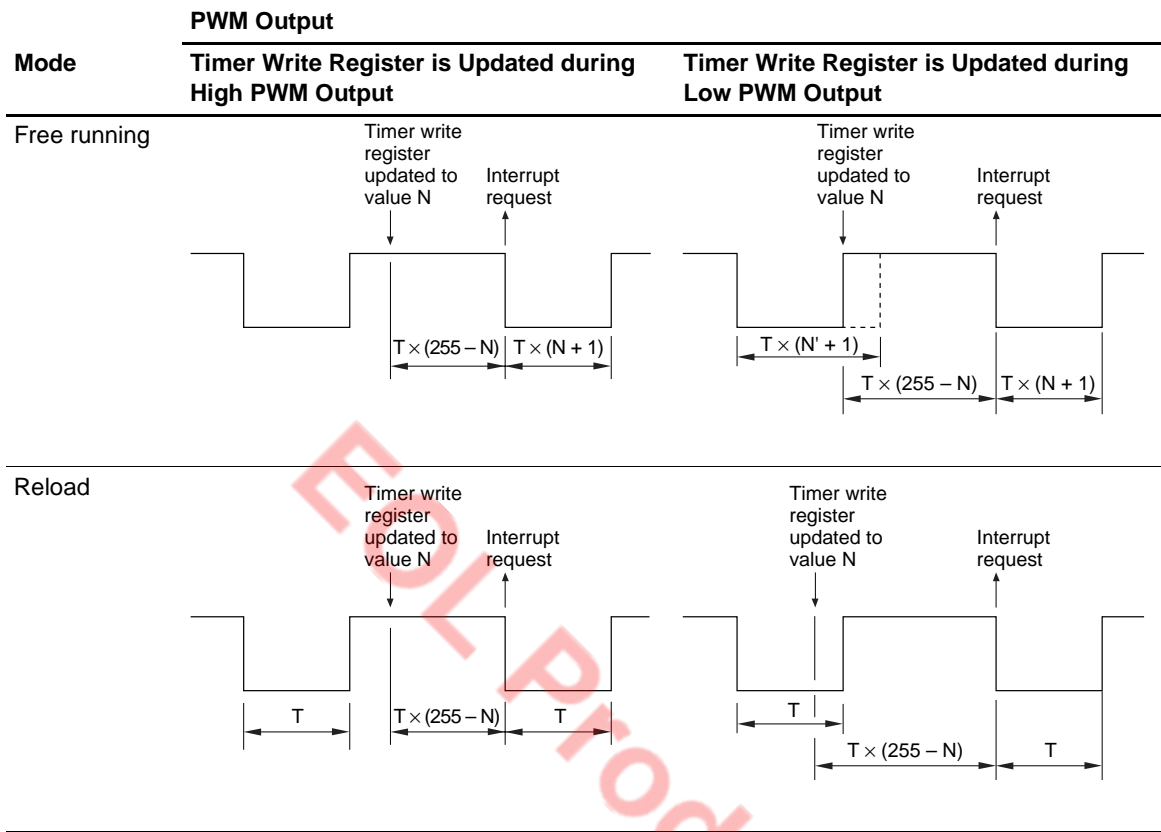 PWM Output
Mode
Timer Write Register is Updated during
High PWM Output
Timer Write Register is Updated during
Low PWM Output
Free running
Timer write
register
updated to
value N
Interrupt
request
T × (255 – N)
T × (N + 1)
Timer write
register
updated to
value N
Interrupt
request
T × (N' + 1)
T × (255 – N)
T × (N + 1)
Reload
Timer write
register
updated to
value N
Interrupt
request
T
T × (255 – N)
T
Timer write
register
updated to
value N
Interrupt
request
T
T × (255 – N)
T
EOL Prod